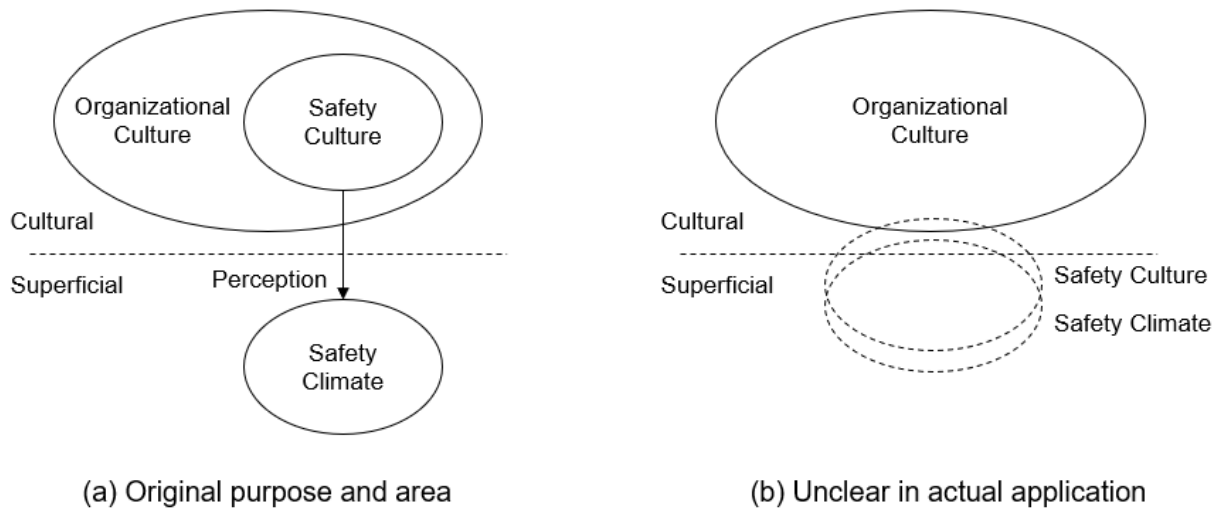 Organizational
Culture
Safety
Culture
Cultural
Superficial
Perception
Safety
Climate
(a) Original purpose and area
Organizational
Culture
Cultural
Superficial
Safety Culture
Safety Climate
(b) Unclear in actual application